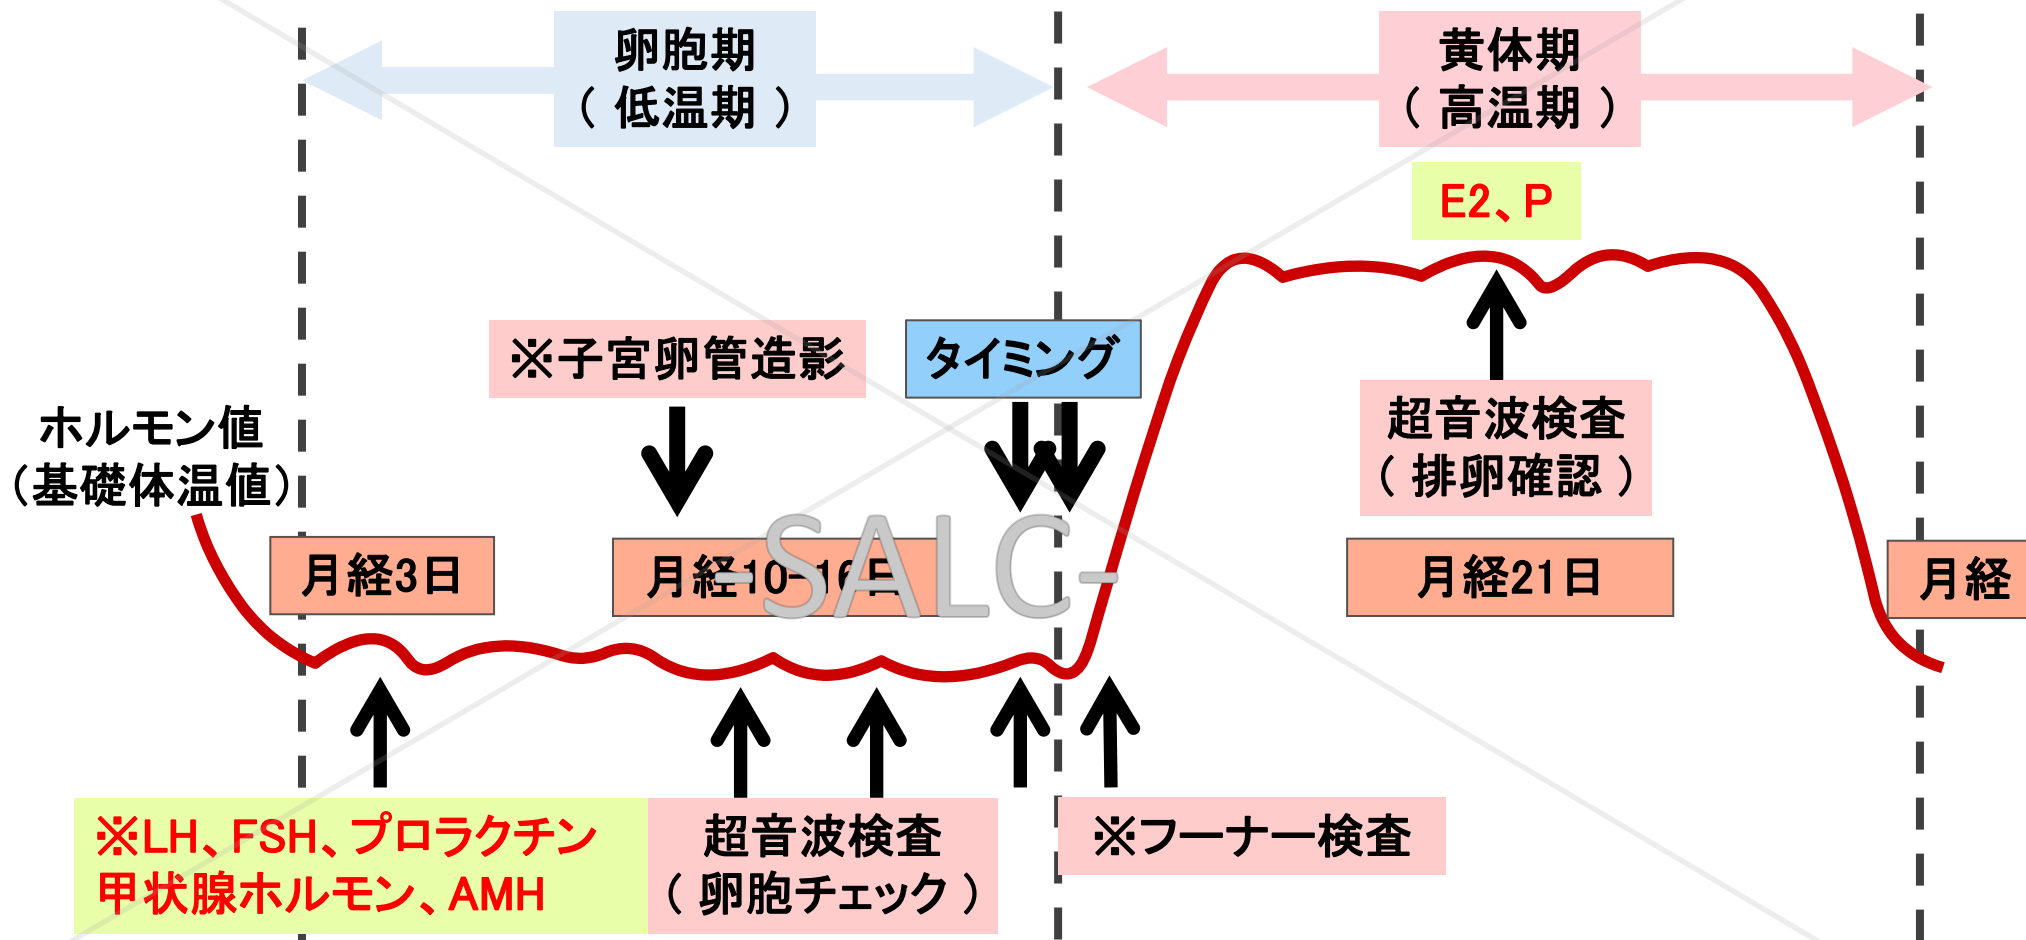 卵胞期
（ 低温期 ）
黄体期
（ 高温期 ）
E2、P
※子宮卵管造影
タイミング
ホルモン値
（基礎体温値）
超音波検査
（ 排卵確認 ）
月経3日
月経10-16日
月経21日
月経
-SALC-
※LH、FSH、プロラクチン
甲状腺ホルモン、AMH
超音波検査
（ 卵胞チェック ）
※フーナー検査